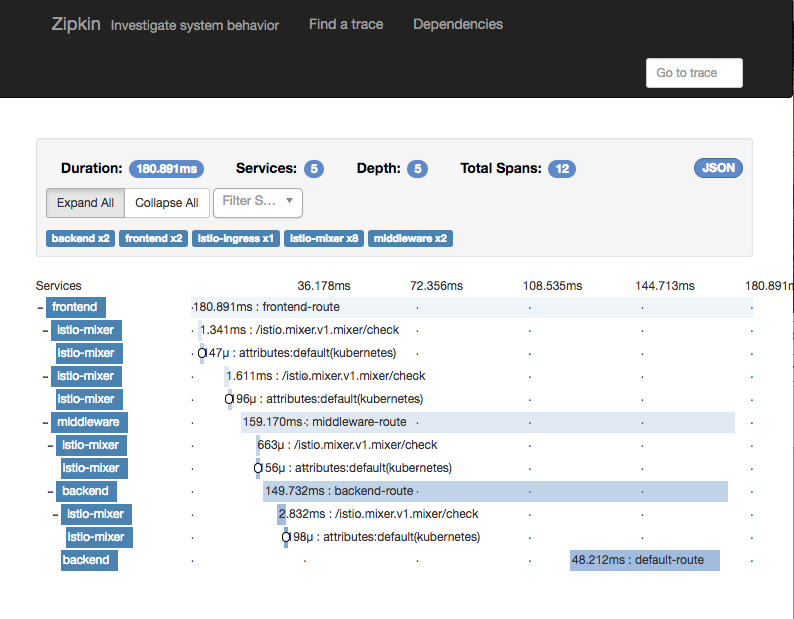 Zipkin Investigate system behavior Find a trace Dependencies
Go to trace
Duration: 180.891ms Services: 5 Depth: 5 Total Spans: 12 JSON
Expand All Collapse All Filter S...
backend x2 frontend x2 istio-ingress x1 istio-mixer x8 middleware x2
Services 36.178ms 72.356ms 108.535ms 144.713ms 180.891m
- frontend 180.891ms : frontend-route
- istio-mixer 1.341ms : /istio.mixer.v1.mixer/check
istio-mixer 147μ : attributes:default(kubernetes)
- istio-mixer 1.611ms : /istio.mixer.v1.mixer/check
istio-mixer 196μ : attributes:default(kubernetes)
- middleware 159.170ms : middleware-route
- istio-mixer 663μ : /istio.mixer.v1.mixer/check
istio-mixer 156μ : attributes:default(kubernetes)
- backend 149.732ms : backend-route
- istio-mixer 2.832ms : /istio.mixer.v1.mixer/check
istio-mixer 198μ : attributes:default(kubernetes)
backend 48.212ms : default-route